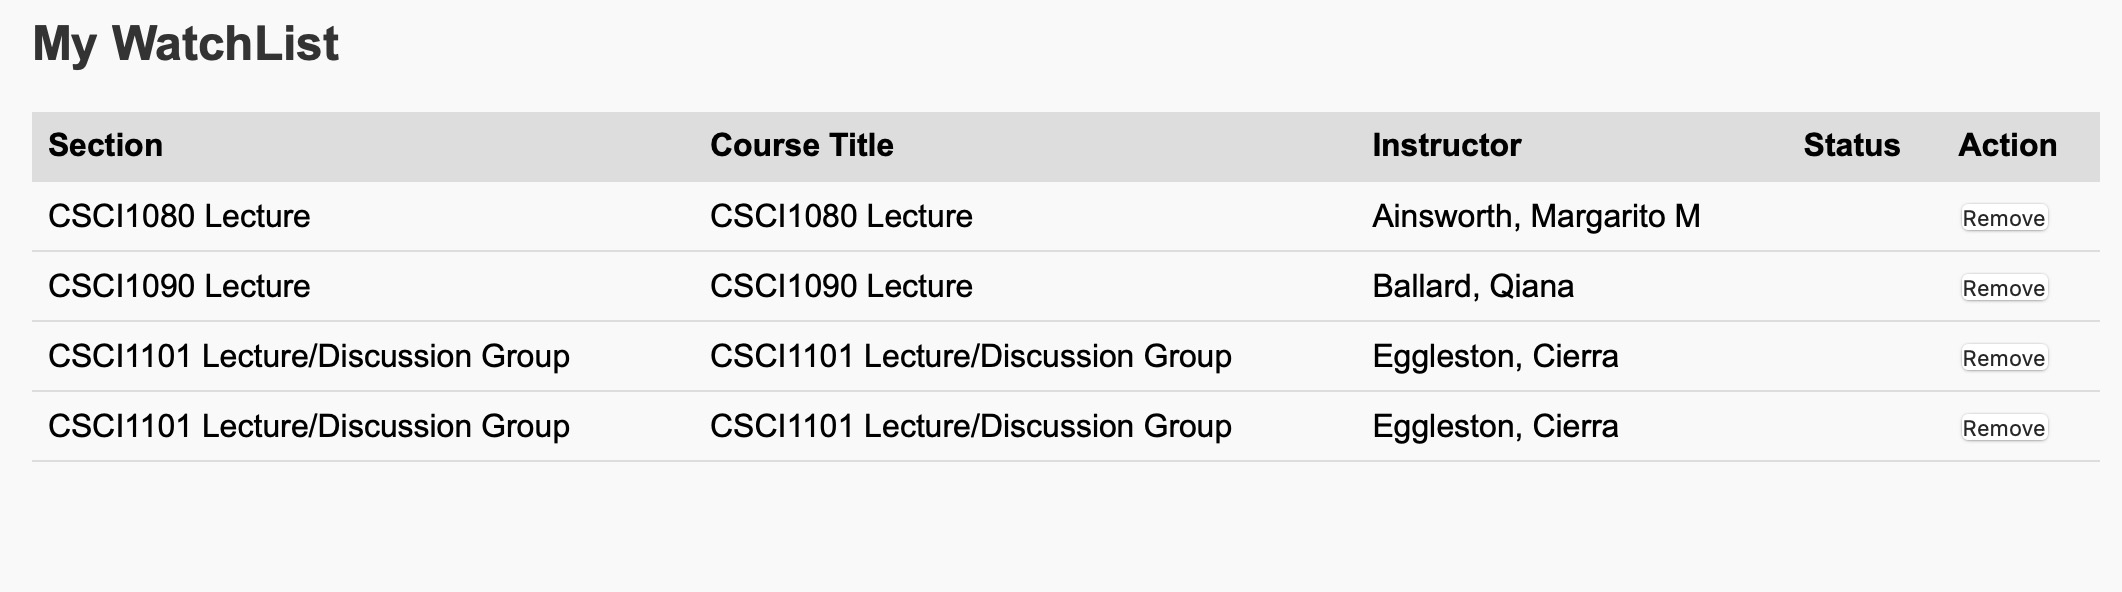 My WatchList
Section Course Title Instructor Status Action
CSCI1080 Lecture CSCI1080 Lecture Ainsworth, Margarito M Remove
CSCI1090 Lecture CSCI1090 Lecture Ballard, Qiana Remove
CSCI1101 Lecture/Discussion Group CSCI1101 Lecture/Discussion Group Eggleston, Cierra Remove
CSCI1101 Lecture/Discussion Group CSCI1101 Lecture/Discussion Group Eggleston, Cierra Remove